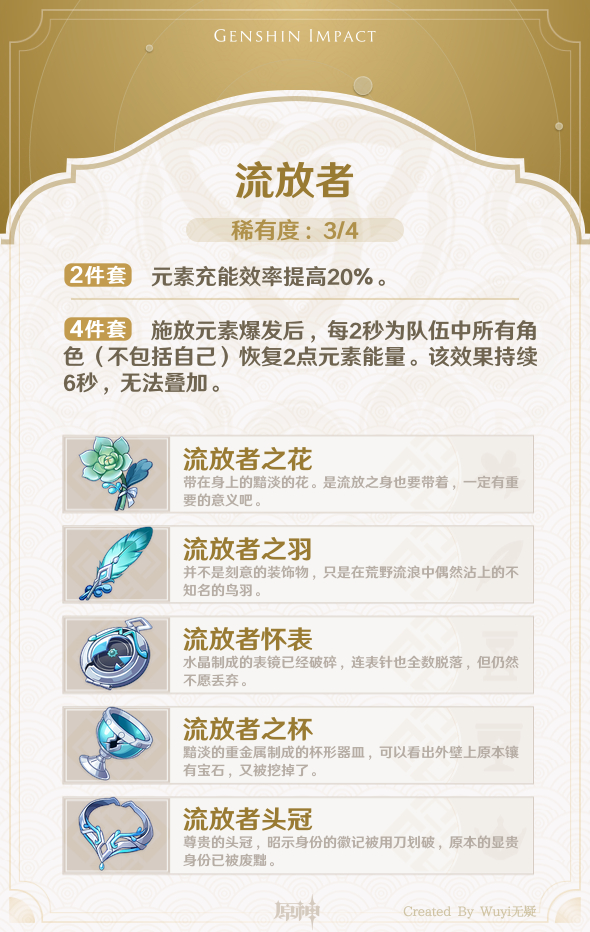 GENSHIN IMPACT
流放者
稀有度：3/4
2件套 元素充能效率提高20%。
4件套 施放元素爆发后，每2秒为队伍中所有角
色（不包括自己）恢复2点元素能量。该效果持续
6秒，无法叠加。
流放者之花
带在身上的黯淡的花。是流放之身也要带着，一定有重
要的意义吧。
流放者之羽
并不是刻意的装饰物，只是在荒野流浪中偶然沾上的不
知名的鸟羽。
流放者怀表
水晶制成的表镜已经破碎，连表针也全数脱落，但仍然
不愿丢弃。
流放者之杯
黯淡的重金属制成的杯形器皿，可以看出外壁上原本镶
有宝石，又被挖掉了。
流放者头冠
尊贵的头冠，昭示身份的徽记被用刀划破，原本的显贵
身份已被废黜。
原神
Created By Wuyi无疑